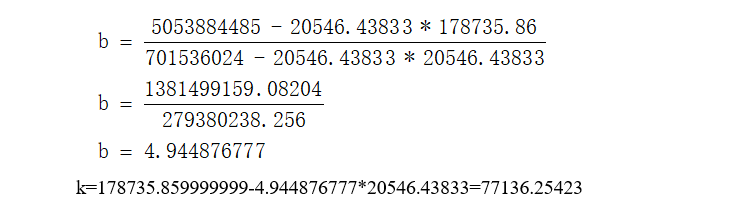 b = 5053884485 - 20546.43833 * 178735.86 / 701536024 - 20546.43833 * 20546.43833
b = 1381499159.08204 / 279380238.256
b = 4.944876777
k=178735.859999999-4.944876777*20546.43833=77136.25423